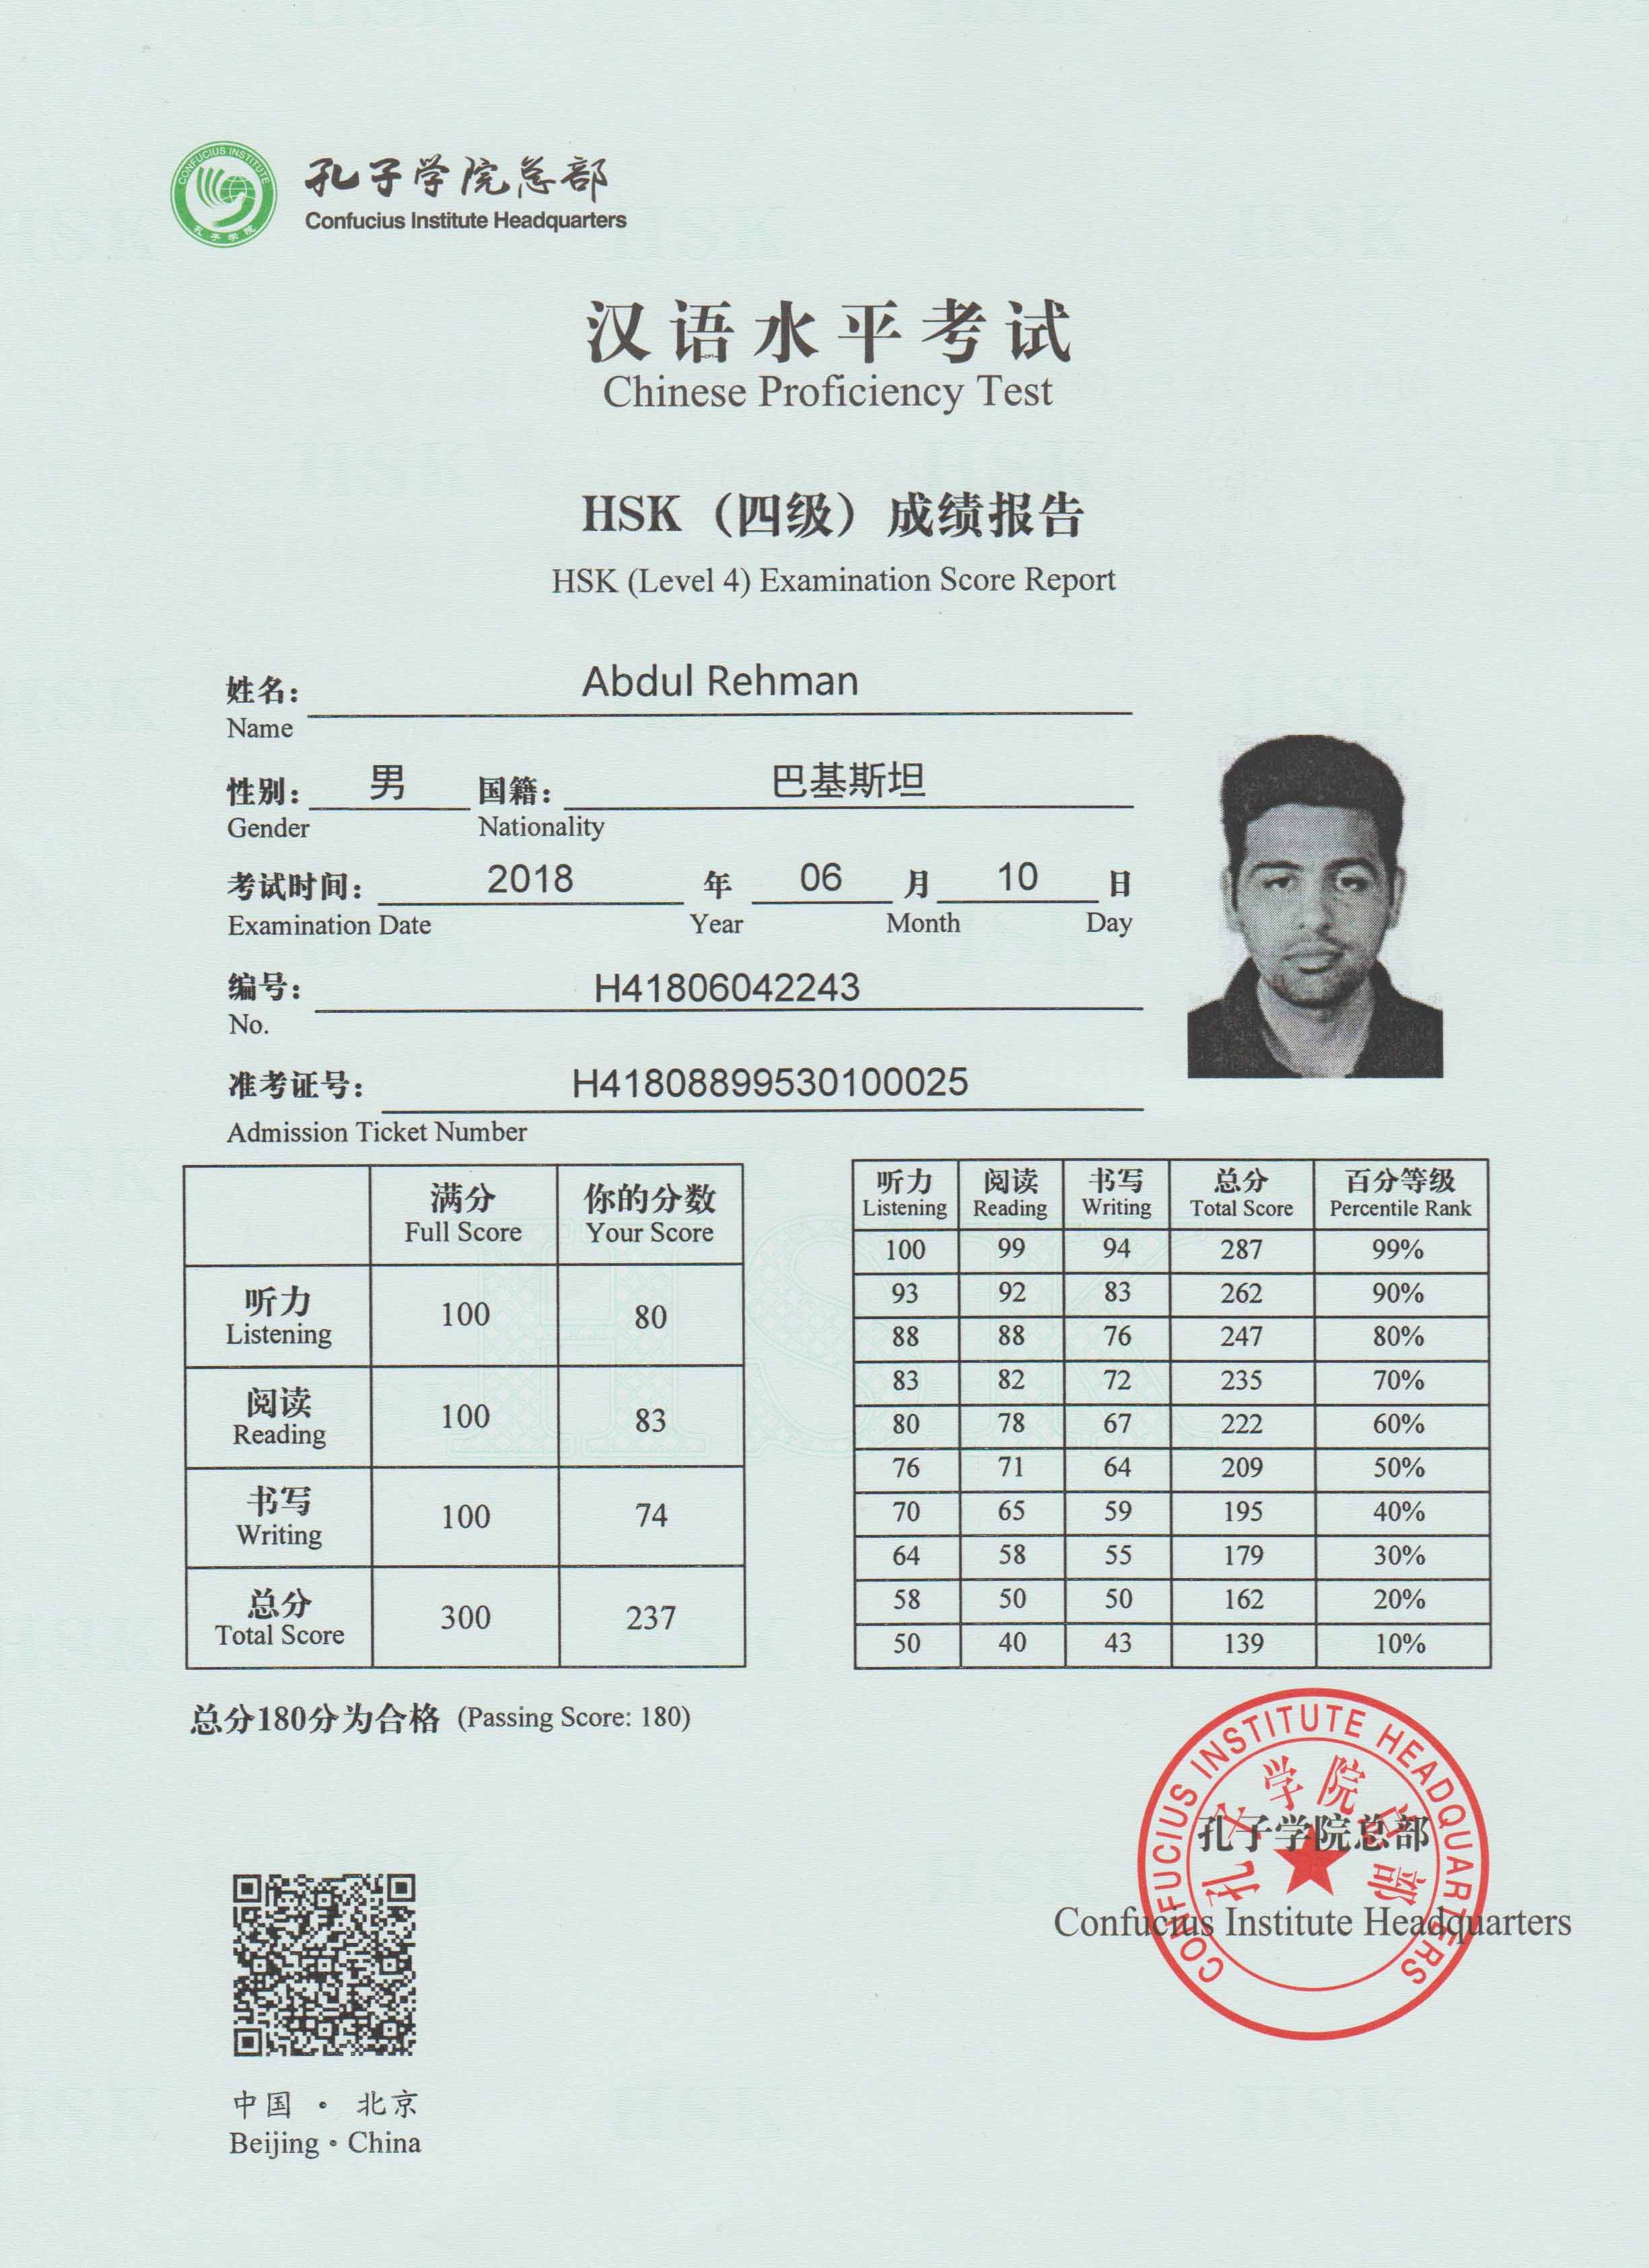 CONFUCIUS INSTITUTE
孔子学院
孔子学院总部
Confucius Institute Headquarters
汉语水平考试
Chinese Proficiency Test
HSK（四级）成绩报告
HSK (Level 4) Examination Score Report
姓名： Abdul Rehman
Name
性别： 男 国籍： 巴基斯坦
Gender Nationality
考试时间： 2018 年 06 月 10 日
Examination Date Year Month Day
编号： H41806042243
No.
准考证号： H41808899530100025
Admission Ticket Number
满分 你的分数
Full Score Your Score
听力 100 80
Listening
阅读 100 83
Reading
书写 100 74
Writing
总分 300 237
Total Score
听力 阅读 书写 总分 百分等级
Listening Reading Writing Total Score Percentile Rank
100 99 94 287 99%
93 92 83 262 90%
88 88 76 247 80%
83 82 72 235 70%
80 78 67 222 60%
76 71 64 209 50%
70 65 59 195 40%
64 58 55 179 30%
58 50 50 162 20%
50 40 43 139 10%
总分180分为合格 (Passing Score: 180)
CONFUCIUS INSTITUTE HEADQUARTERS
孔子学院总部
孔子学院总部
Confucius Institute Headquarters
中国 · 北京
Beijing · China
HSK